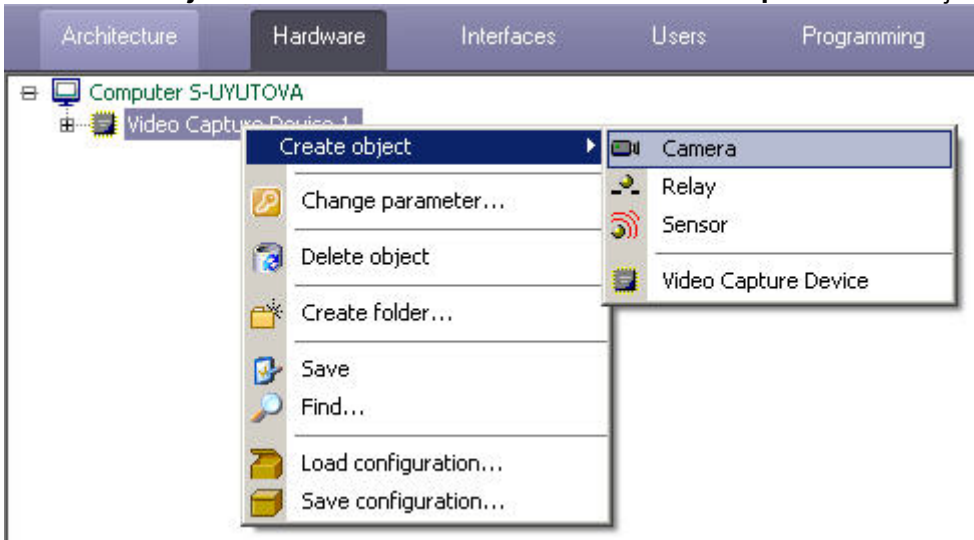 Architecture Hardware Interfaces Users Programming
Computer S-UYUTOVA
Video Capture Device 1
Create object
Change parameter...
Delete object
Create folder...
Save
Find...
Load configuration...
Save configuration...
Camera
Relay
Sensor
Video Capture Device